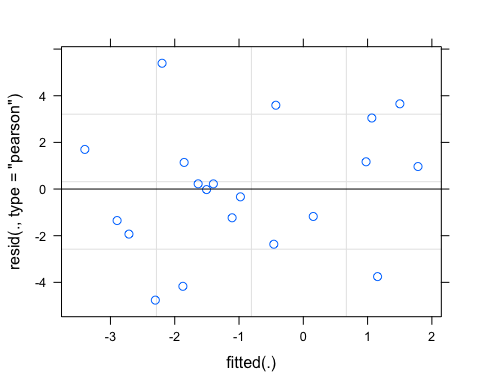 resid(., type = "pearson")
4
2
0
-2
-4
-3 -2 -1 0 1 2
fitted(.)